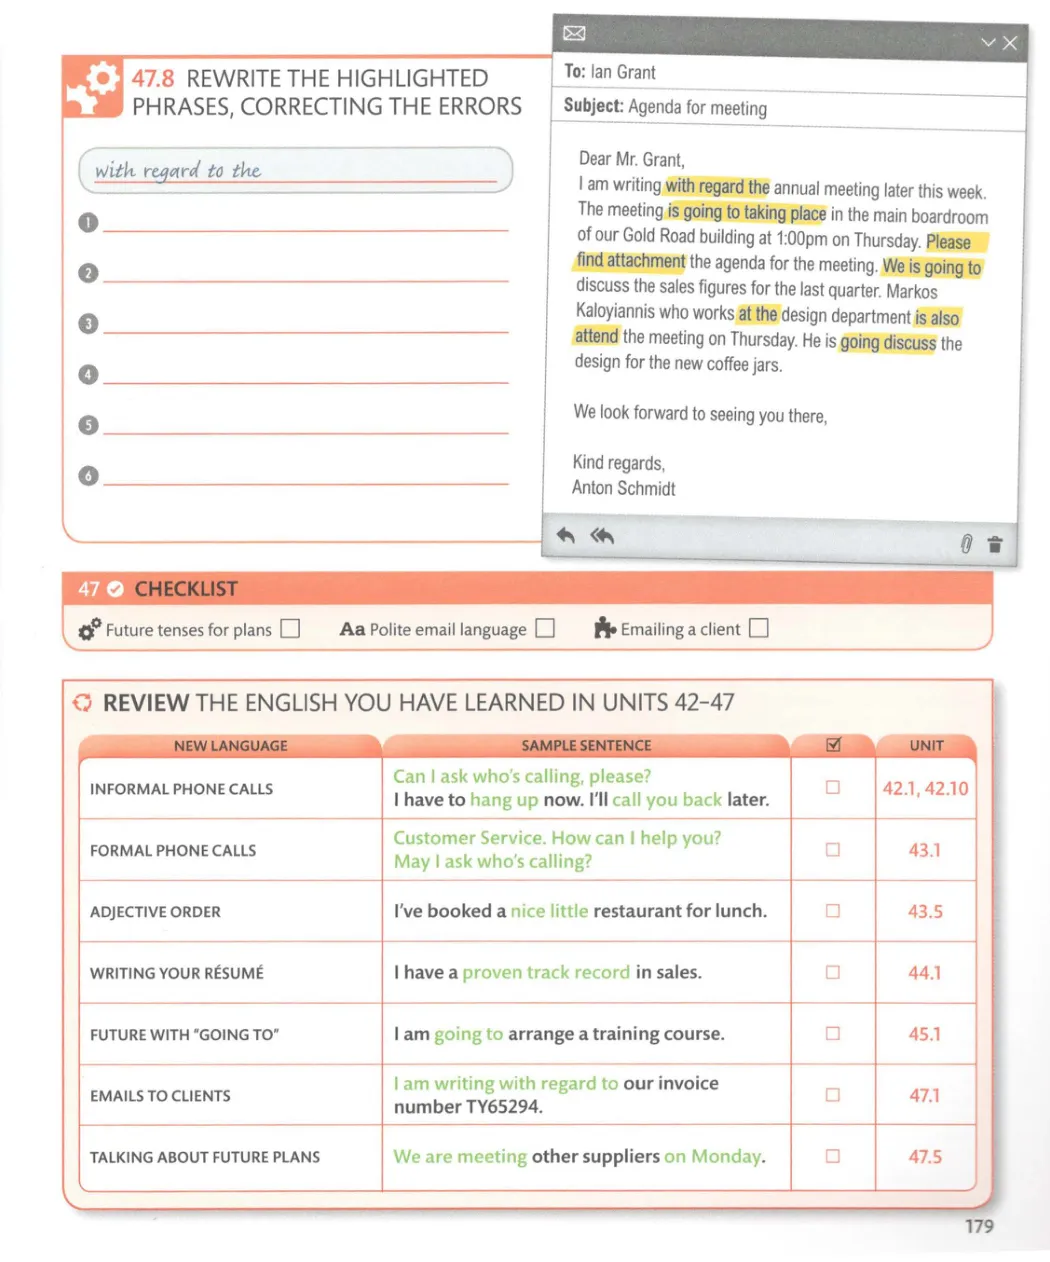 47.8 REWRITE THE HIGHLIGHTED
PHRASES, CORRECTING THE ERRORS
with regard to the
1
2
3
4
5
6
To: Ian Grant
Subject: Agenda for meeting
Dear Mr. Grant,
I am writing with regard the annual meeting later this week.
The meeting is going to taking place in the main boardroom
of our Gold Road building at 1:00pm on Thursday. Please
find attachment the agenda for the meeting. We is going to
discuss the sales figures for the last quarter. Markos
Kaloyiannis who works at the design department is also
attend the meeting on Thursday. He is going discuss the
design for the new coffee jars.
We look forward to seeing you there,
Kind regards,
Anton Schmidt
47 CHECKLIST
Future tenses for plans Aa Polite email language Emailing a client
REVIEW THE ENGLISH YOU HAVE LEARNED IN UNITS 42–47
NEW LANGUAGE SAMPLE SENTENCE UNIT
INFORMAL PHONE CALLS Can I ask who's calling, please? 42.1, 42.10
I have to hang up now. I'll call you back later.
FORMAL PHONE CALLS Customer Service. How can I help you? 43.1
May I ask who's calling?
ADJECTIVE ORDER I've booked a nice little restaurant for lunch. 43.5
WRITING YOUR RÉSUMÉ I have a proven track record in sales. 44.1
FUTURE WITH "GOING TO" I am going to arrange a training course. 45.1
EMAILS TO CLIENTS I am writing with regard to our invoice 47.1
number TY65294.
TALKING ABOUT FUTURE PLANS We are meeting other suppliers on Monday. 47.5
179